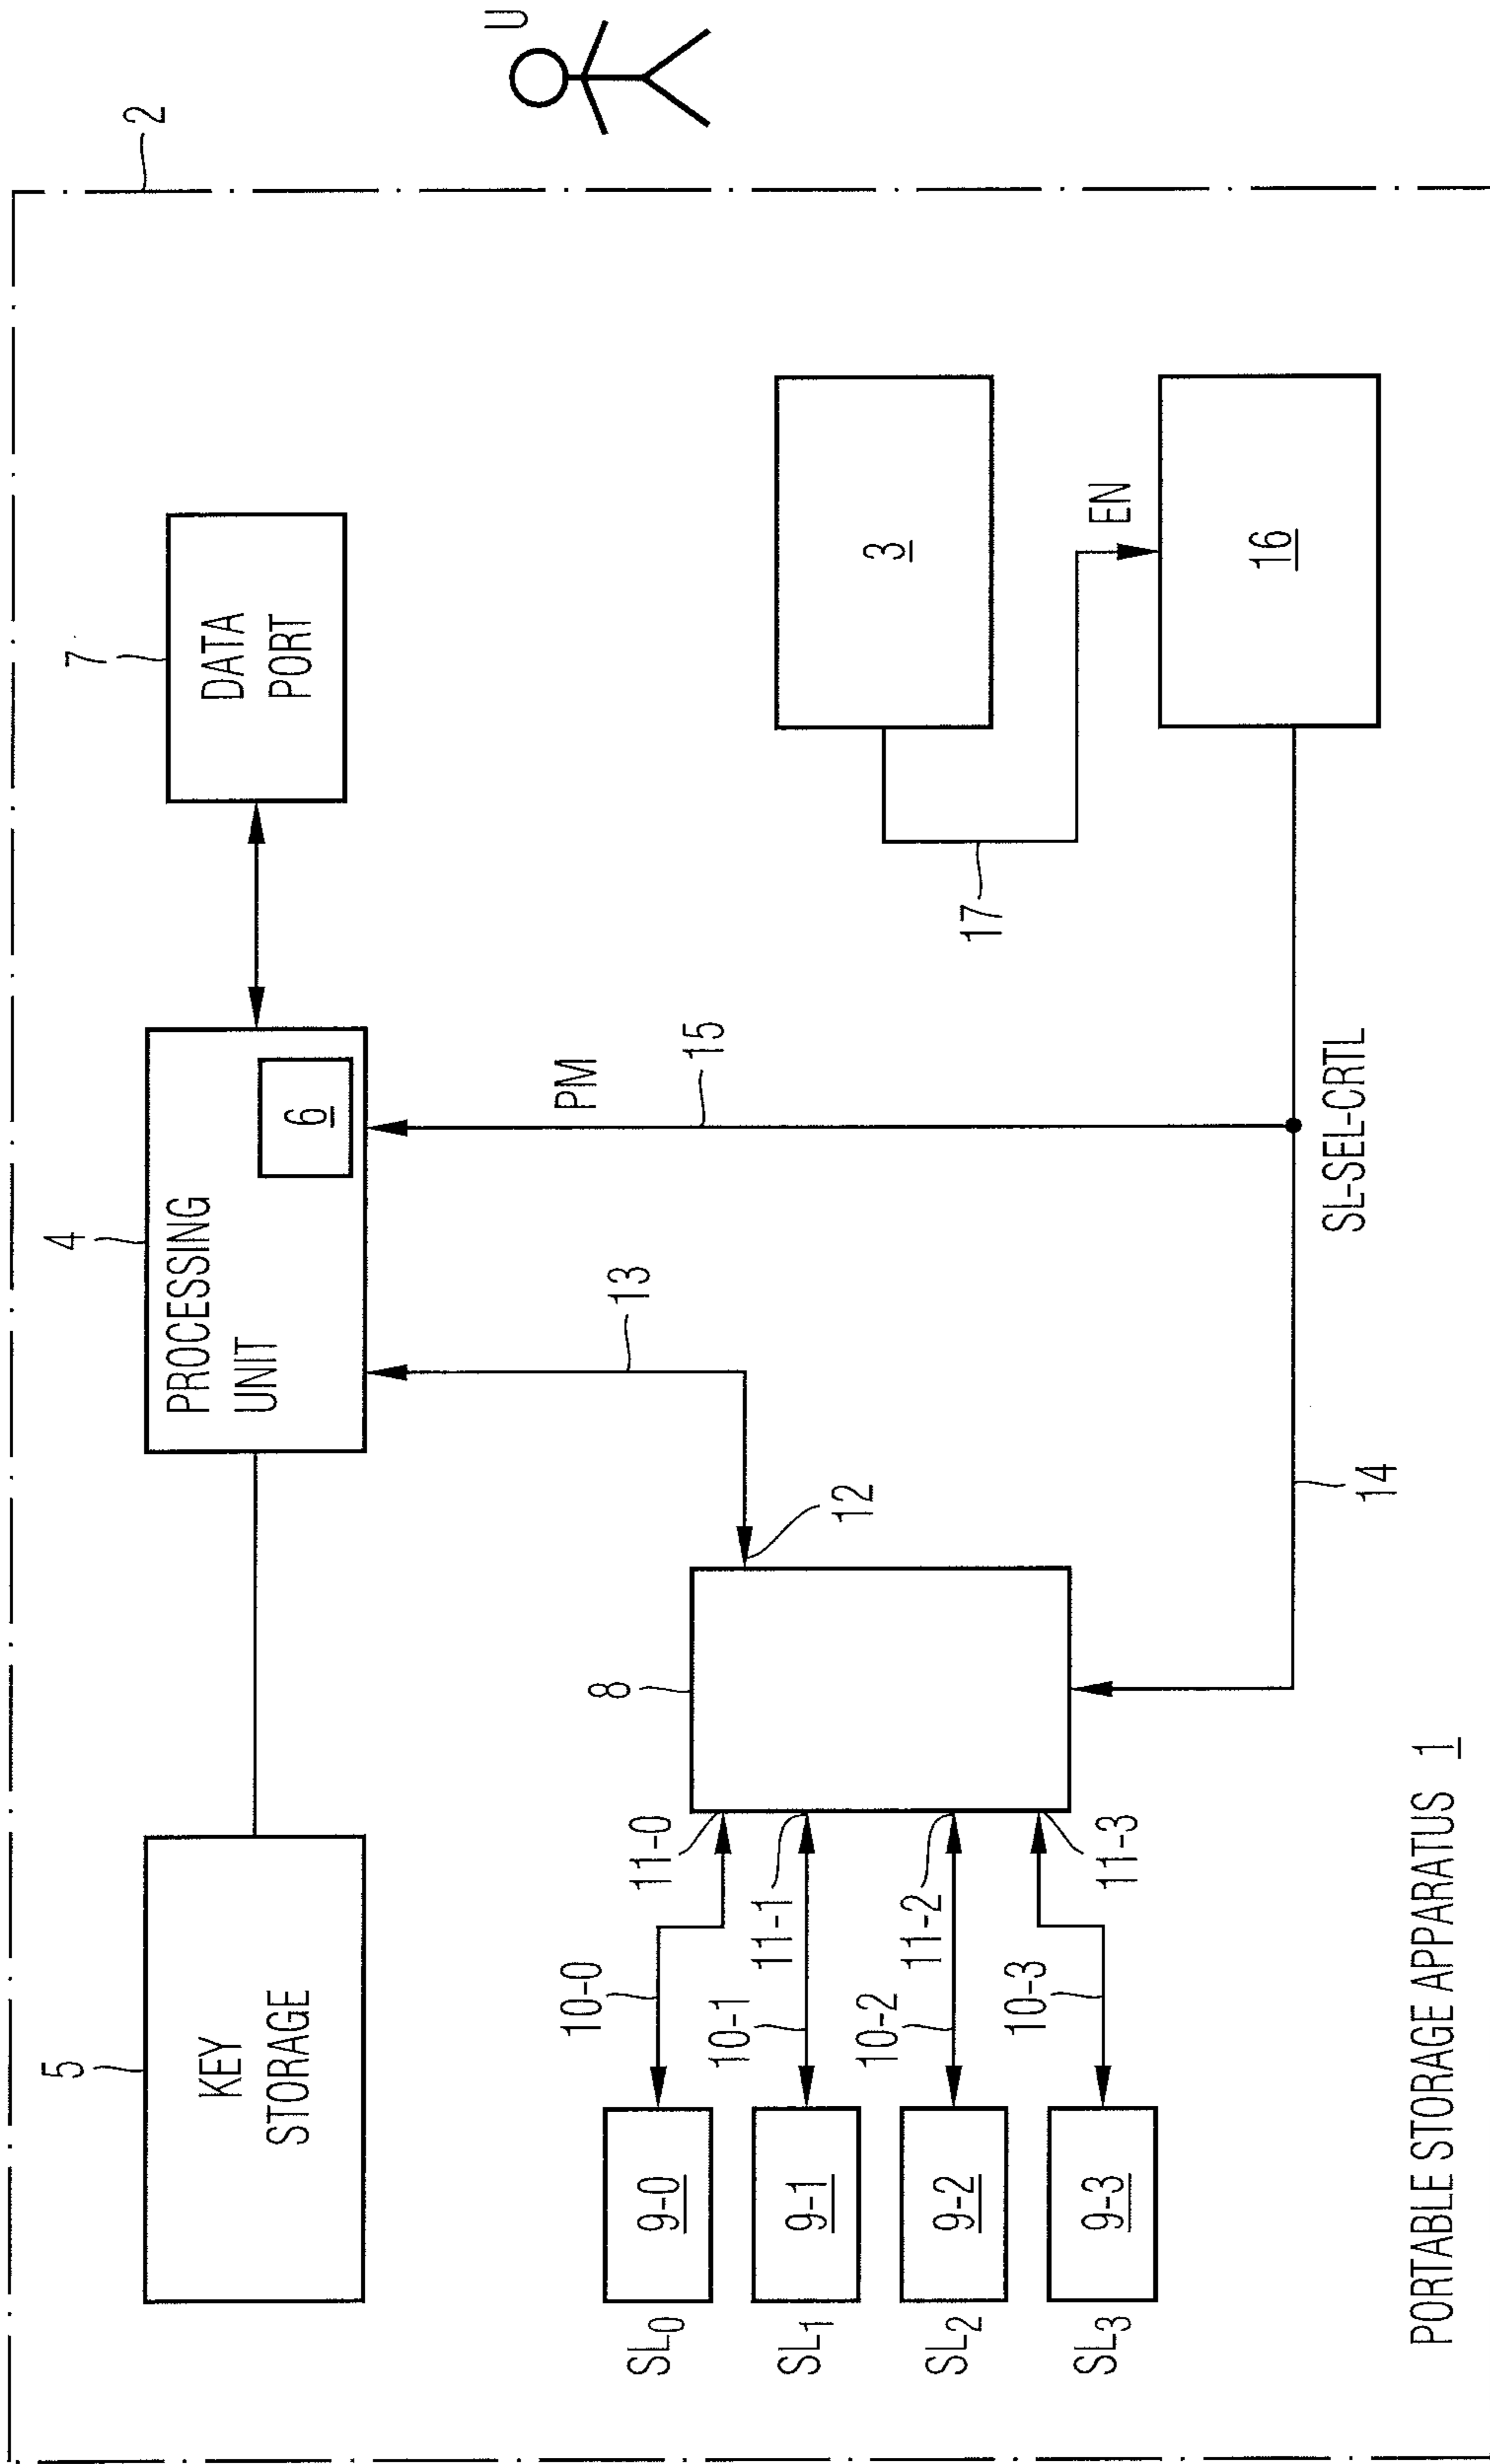 2
U
5
KEY
STORAGE
4
PROCESSING
UNIT
6
7
DATA
PORT
PM
15
13
12
8
11-0
11-1
11-2
11-3
10-0
10-1
10-2
10-3
SL0
9-0
SL1
9-1
SL2
9-2
SL3
9-3
3
17
EN
16
SL-SEL-CRTL
14
PORTABLE STORAGE APPARATUS 1